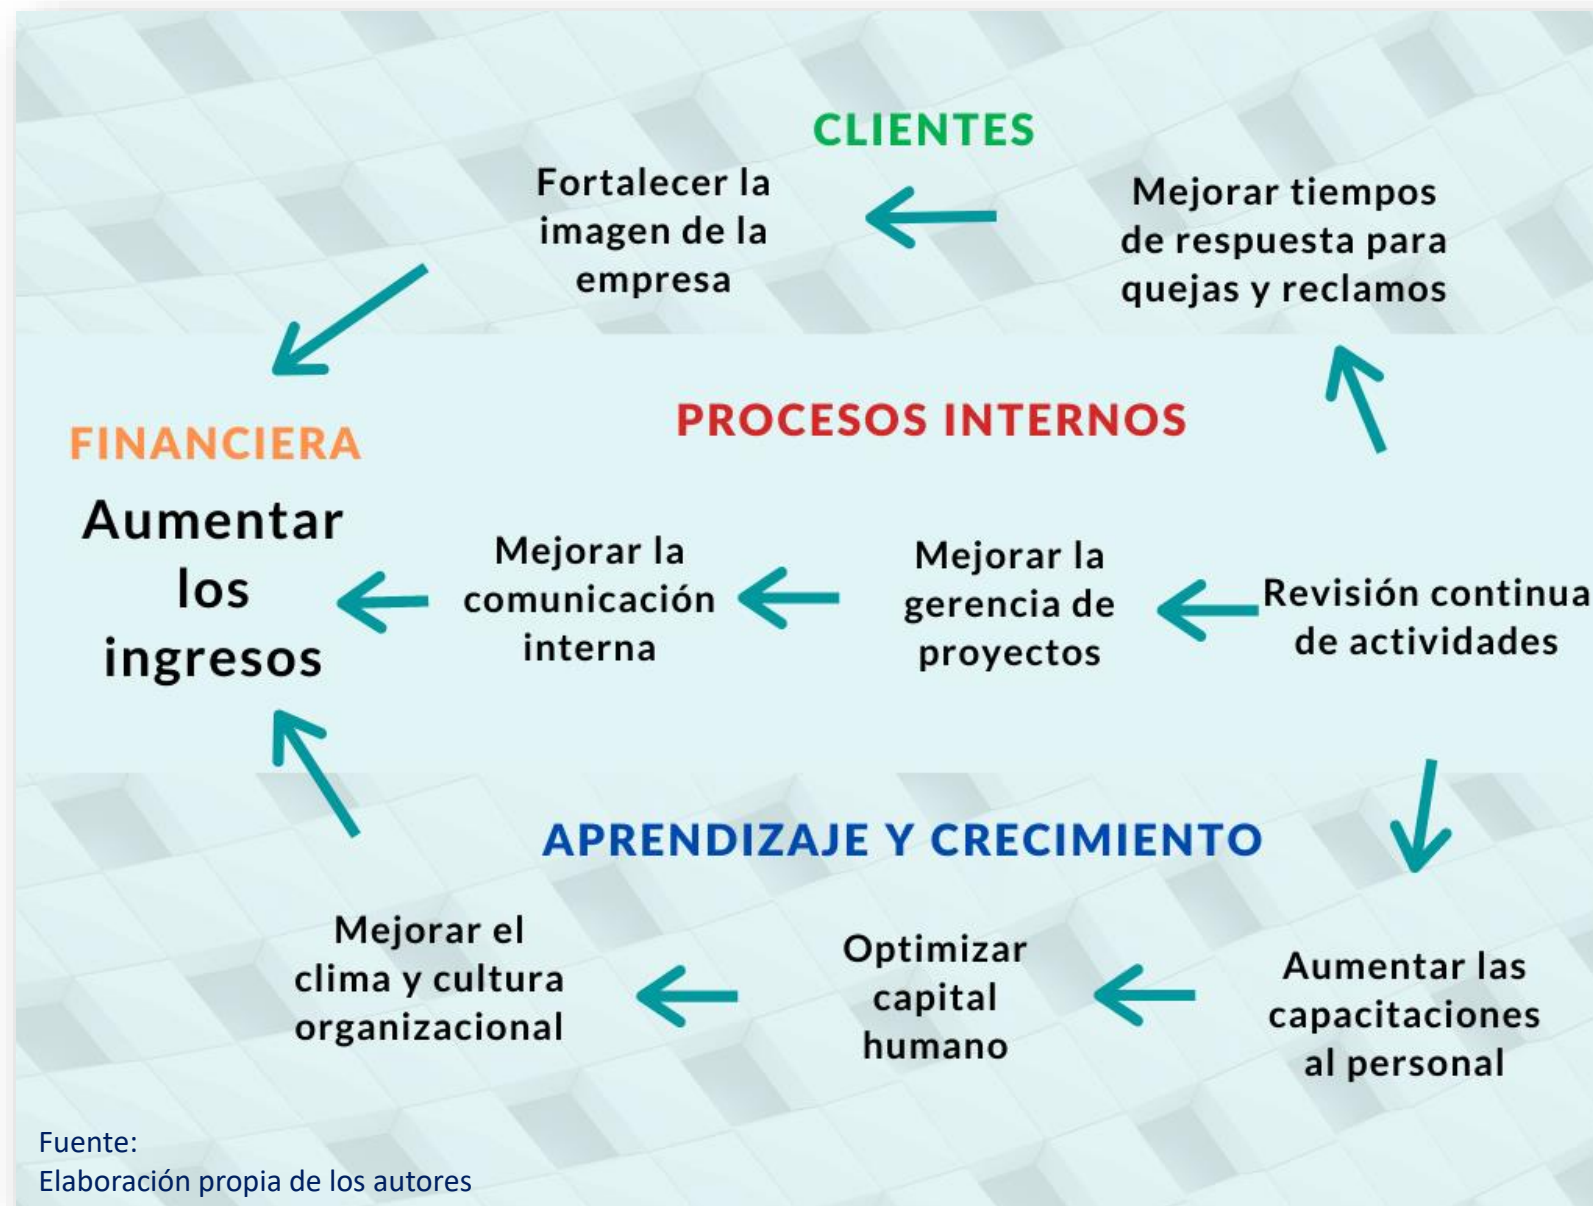 CLIENTES
Fortalecer la
imagen de la
empresa
Mejorar tiempos
de respuesta para
quejas y reclamos
FINANCIERA
Aumentar
los
ingresos
PROCESOS INTERNOS
Mejorar la
comunicación
interna
Mejorar la
gerencia de
proyectos
Revisión continua
de actividades
APRENDIZAJE Y CRECIMIENTO
Mejorar el
clima y cultura
organizacional
Optimizar
capital
humano
Aumentar las
capacitaciones
al personal
Fuente:
Elaboración propia de los autores